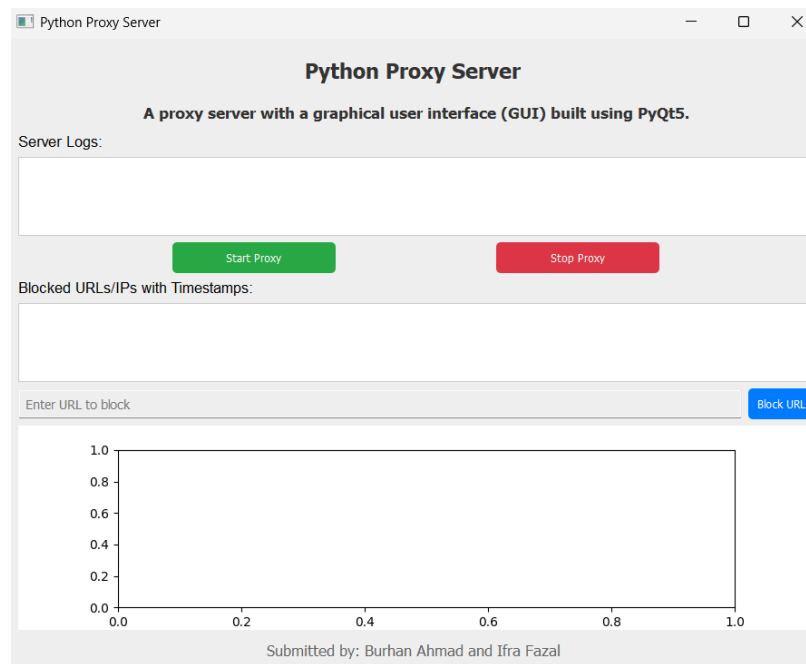 Python Proxy Server
Python Proxy Server
A proxy server with a graphical user interface (GUI) built using PyQt5.
Server Logs:
Start Proxy Stop Proxy
Blocked URLs/IPs with Timestamps:
Enter URL to block Block URL
1.0
0.8
0.6
0.4
0.2
0.0
0.0 0.2 0.4 0.6 0.8 1.0
Submitted by: Burhan Ahmad and Ifra Fazal